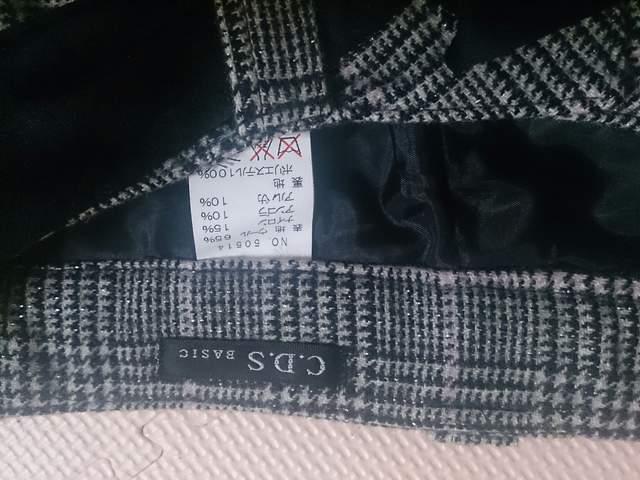 C.D.S BASIC
NO 50514
表 地 ウール 65%
ナイロン 15%
アンゴラ 10%
アルパカ 10%
裏 地
ポリエステル100%